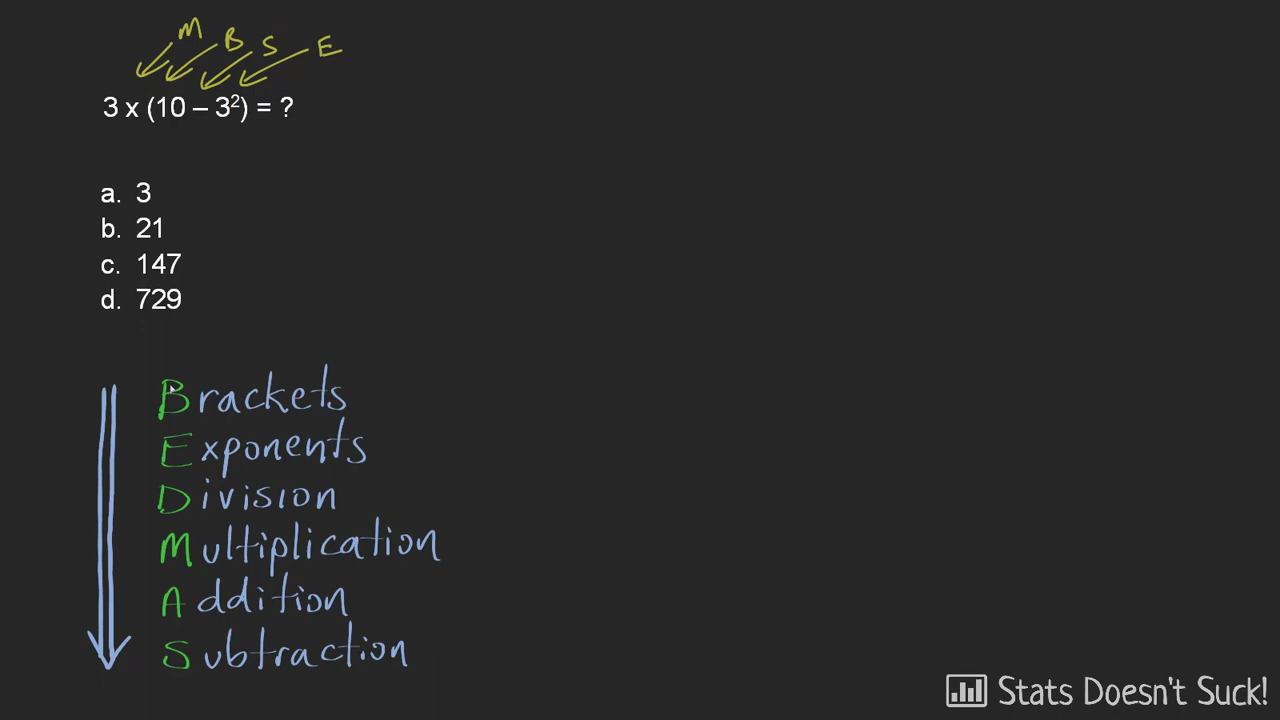 M B S E
3 x (10 – 3²) = ?
a. 3
b. 21
c. 147
d. 729
Brackets
Exponents
Division
Multiplication
Addition
Subtraction
Stats Doesn't Suck!